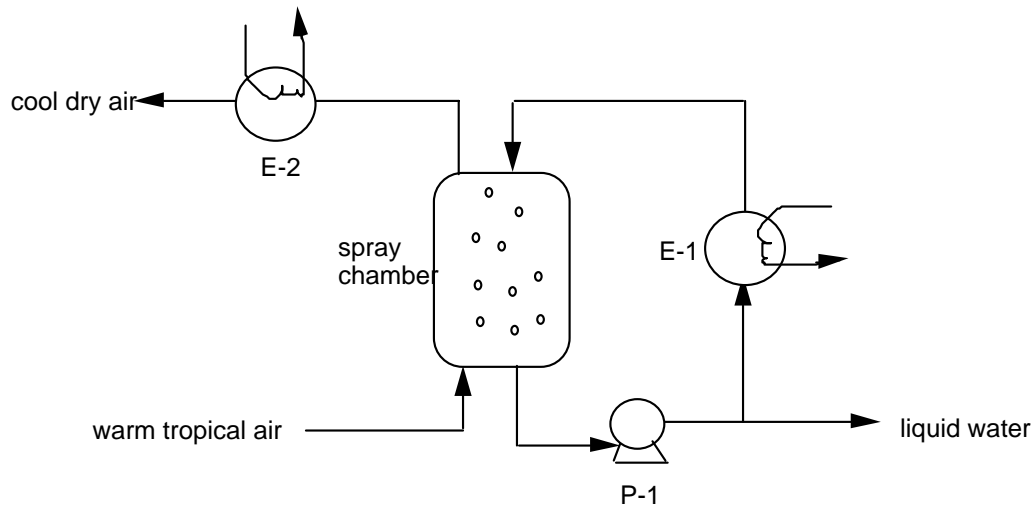 cool dry air
E-2
spray
chamber
E-1
warm tropical air
liquid water
P-1